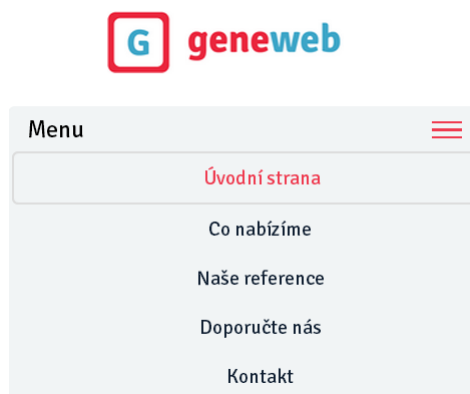 G geneweb
Menu
Úvodní strana
Co nabízíme
Naše reference
Doporučte nás
Kontakt